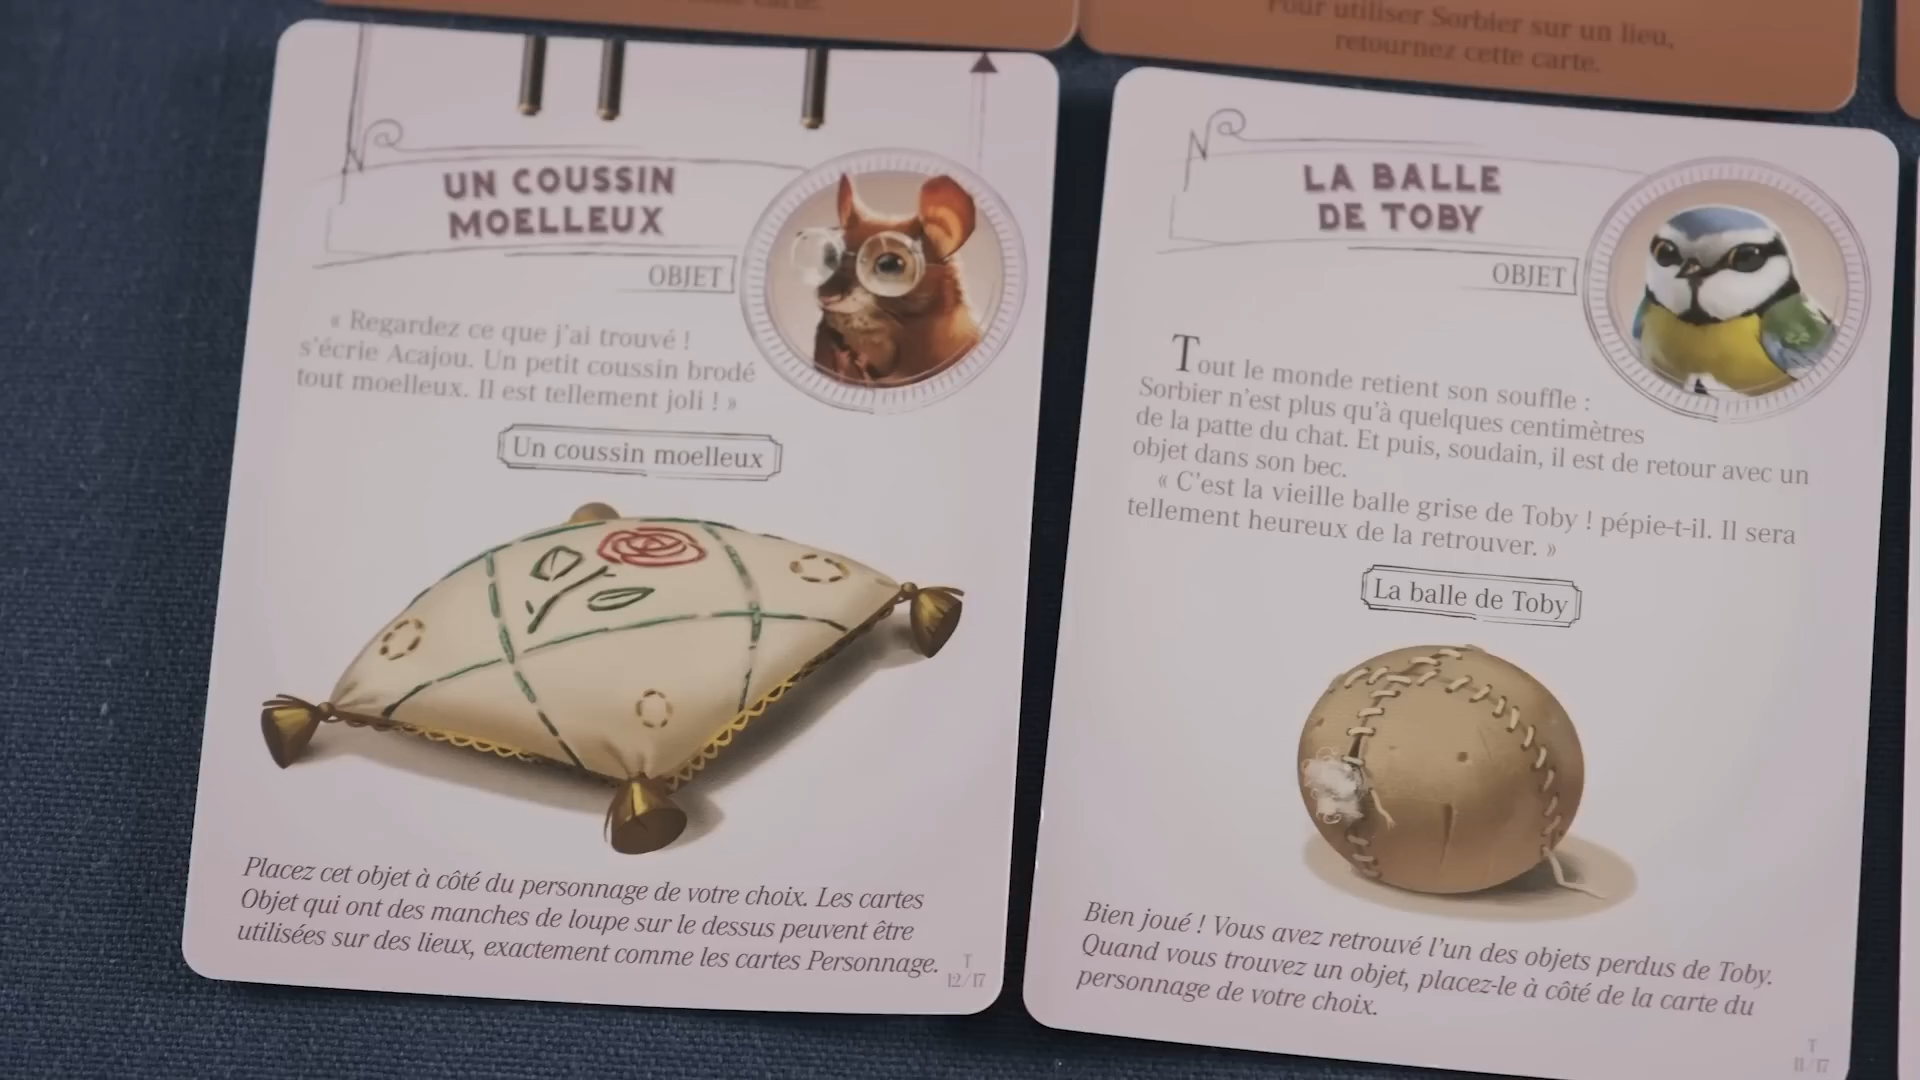 Pour utiliser Sorbier sur un lieu,
retournez cette carte.
UN COUSSIN
MOELLEUX
OBJET
« Regardez ce que j'ai trouvé !
s'écrie Acajou. Un petit coussin brodé
tout moelleux. Il est tellement joli ! »
Un coussin moelleux
Placez cet objet à côté du personnage de votre choix. Les cartes
Objet qui ont des manches de loupe sur le dessus peuvent être
utilisées sur des lieux, exactement comme les cartes Personnage.
T
12/17
LA BALLE
DE TOBY
OBJET
Tout le monde retient son souffle :
Sorbier n'est plus qu'à quelques centimètres
de la patte du chat. Et puis, soudain, il est de retour avec un
objet dans son bec.
« C'est la vieille balle grise de Toby ! pépie-t-il. Il sera
tellement heureux de la retrouver. »
La balle de Toby
Bien joué ! Vous avez retrouvé l'un des objets perdus de Toby.
Quand vous trouvez un objet, placez-le à côté de la carte du
personnage de votre choix.
T
11/17